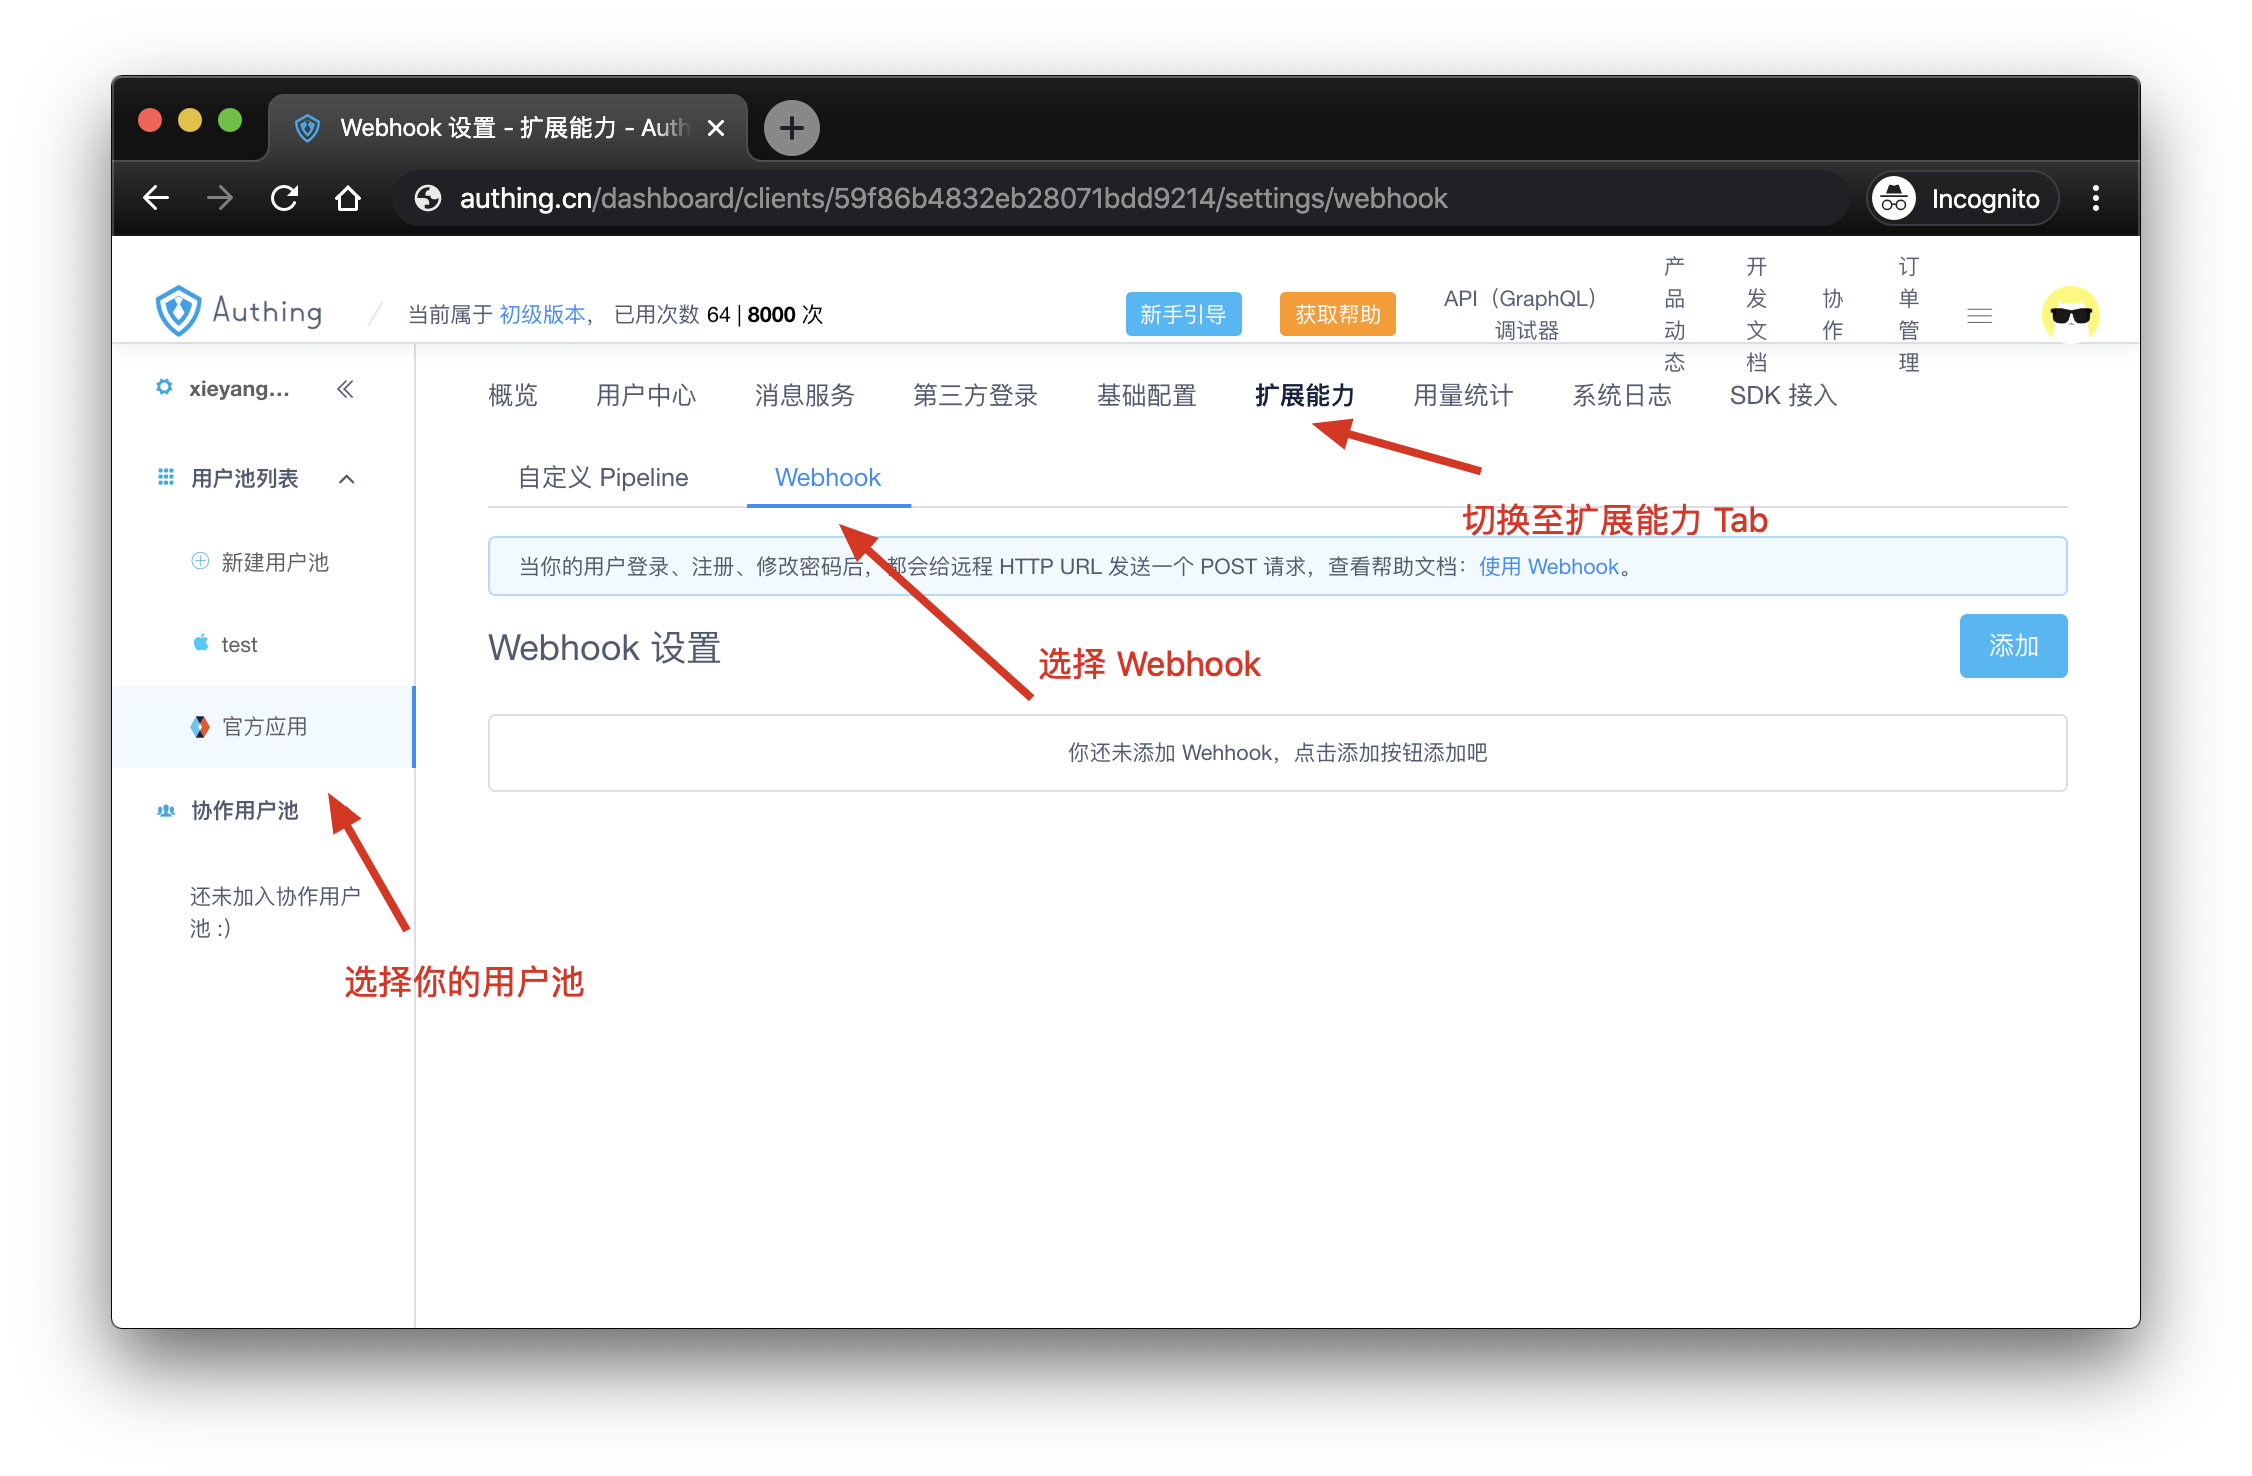 Webhook 设置 - 扩展能力 - Auth
authing.cn/dashboard/clients/59f86b4832eb28071bdd9214/settings/webhook
Incognito
Authing
当前属于 初级版本， 已用次数 64 | 8000 次
新手引导
获取帮助
API（GraphQL）
调试器
产品动态
开发文档
协作
订单管理
xieyang...
用户池列表
新建用户池
test
官方应用
协作用户池
还未加入协作用户
池 :)
概览
用户中心
消息服务
第三方登录
基础配置
扩展能力
用量统计
系统日志
SDK 接入
自定义 Pipeline
Webhook
切换至扩展能力 Tab
当你的用户登录、注册、修改密码后，都会给远程 HTTP URL 发送一个 POST 请求，查看帮助文档：使用 Webhook。
Webhook 设置
添加
选择 Webhook
你还未添加 Wehhook，点击添加按钮添加吧
选择你的用户池